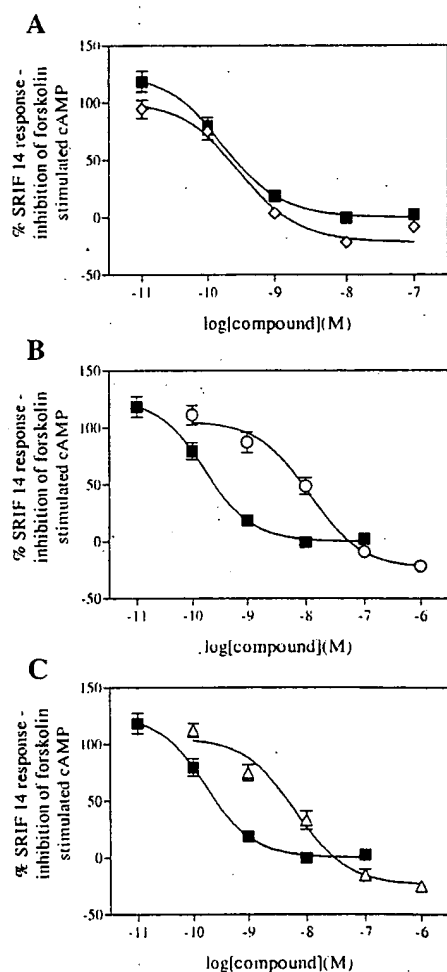 A
% SRIF 14 response -
inhibition of forskolin
stimulated cAMP
150
100
50
0
-50
-11
-10
-9
-8
-7
log[compound](M)
B
% SRIF 14 response -
inhibition of forskolin
stimulated cAMP
150
100
50
0
-50
-11
-10
-9
-8
-7
-6
log[compound](M)
C
% SRIF 14 response -
inhibition of forskolin
stimulated cAMP
150
100
50
0
-50
-11
-10
-9
-8
-7
-6
log[compound](M)